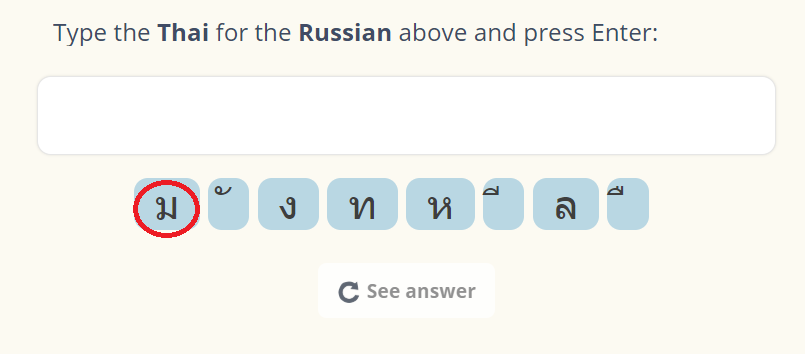 Type the Thai for the Russian above and press Enter:
ม ั ง ท ห ี ล ื
See answer